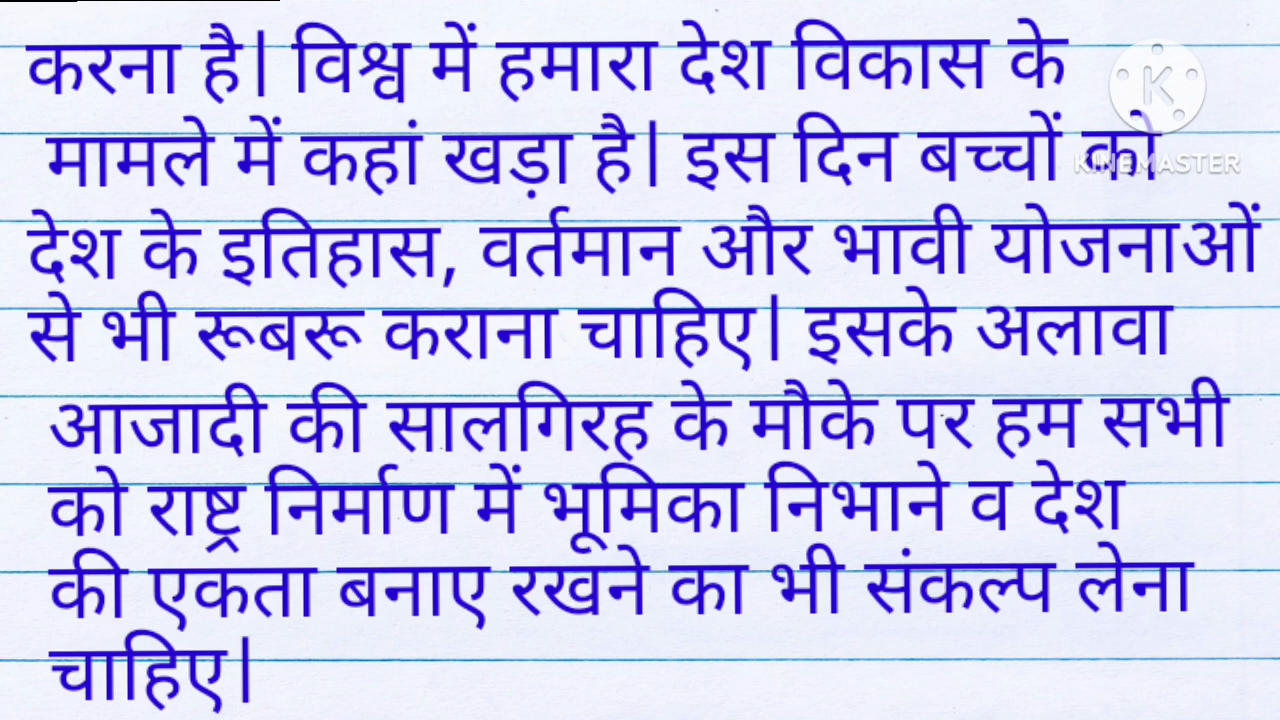 करना है| विश्व में हमारा देश विकास के
मामले में कहां खड़ा है| इस दिन बच्चों को
देश के इतिहास, वर्तमान और भावी योजनाओं
से भी रूबरू कराना चाहिए| इसके अलावा
आजादी की सालगिरह के मौके पर हम सभी
को राष्ट्र निर्माण में भूमिका निभाने व देश
की एकता बनाए रखने का भी संकल्प लेना
चाहिए|
K
KINEMASTER